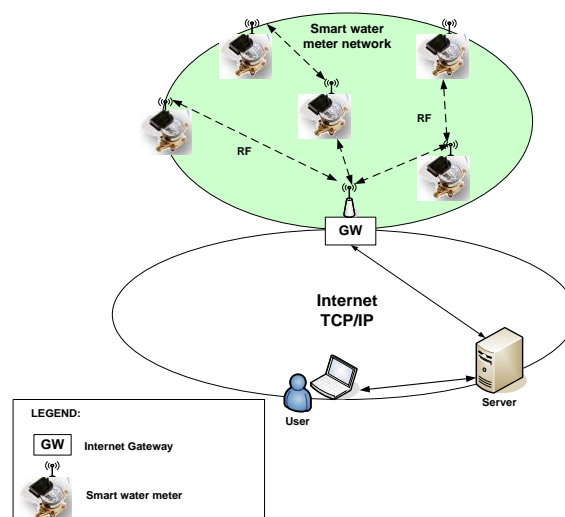 Smart water
meter network
RF
RF
GW
Internet
TCP/IP
User
Server
LEGEND:
GW
Internet Gateway
Smart water meter